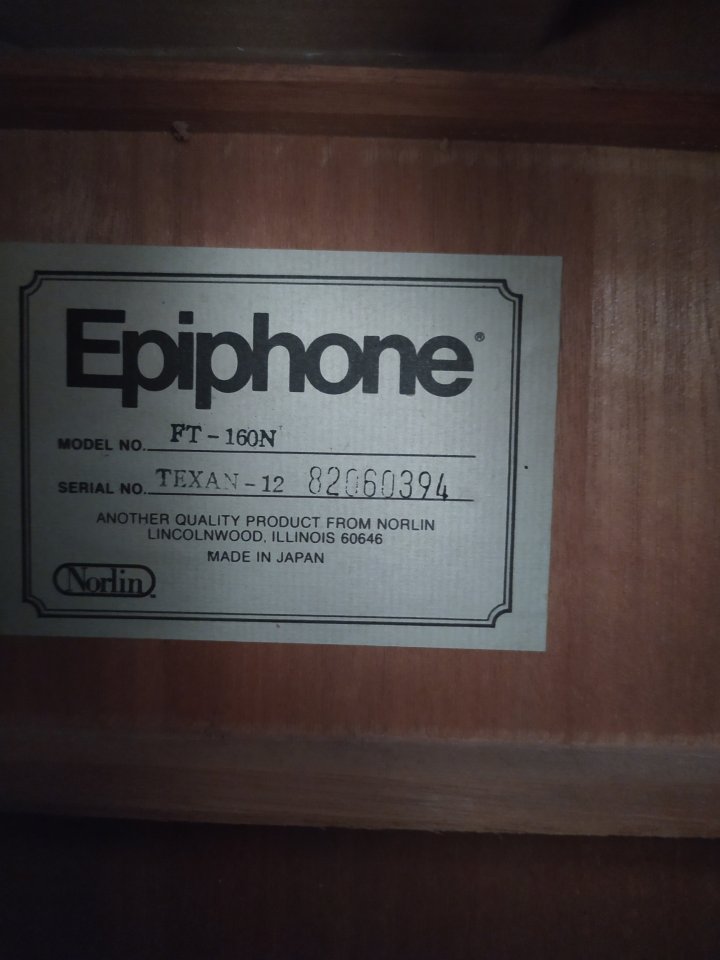 Epiphone®
MODEL NO. FT-160N
SERIAL NO. TEXAN-12 82060394
ANOTHER QUALITY PRODUCT FROM NORLIN
LINCOLNWOOD, ILLINOIS 60646
MADE IN JAPAN
Norlin